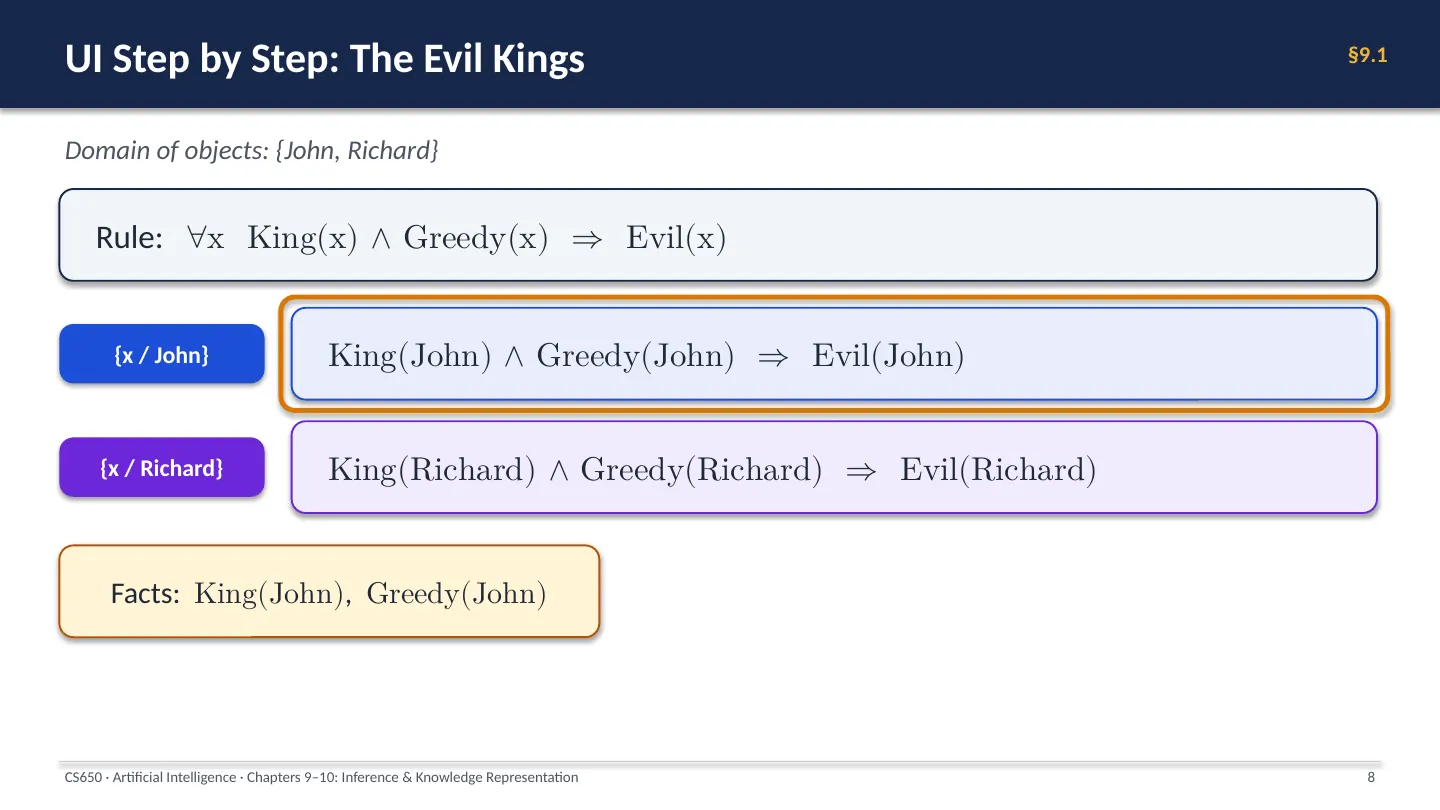 UI Step by Step: The Evil Kings
§9.1
Domain of objects: {John, Richard}
Rule: ∀x King(x) ∧ Greedy(x) ⇒ Evil(x)
{x / John}
King(John) ∧ Greedy(John) ⇒ Evil(John)
{x / Richard}
King(Richard) ∧ Greedy(Richard) ⇒ Evil(Richard)
Facts: King(John), Greedy(John)
CS650 · Artificial Intelligence · Chapters 9–10: Inference & Knowledge Representation
8